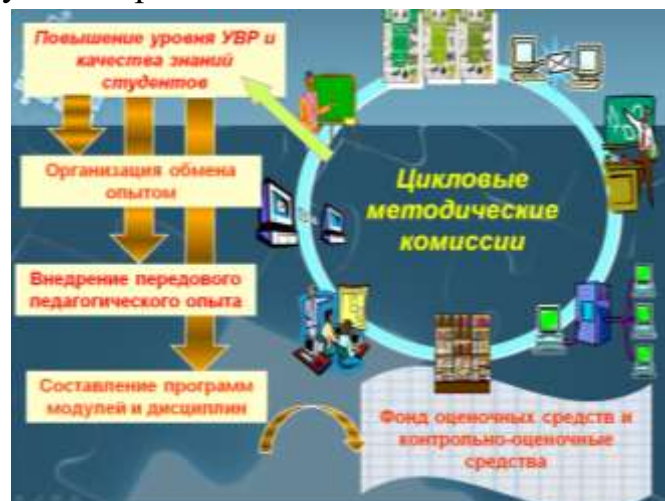 Повышение уровня УВР и
качества знаний
студентов
Организация обмена
опытом
Внедрение передового
педагогического опыта
Составление программ
модулей и дисциплин
Цикловые
методические
комиссии
Фонд оценочных средств и
контрольно-оценочные
средства